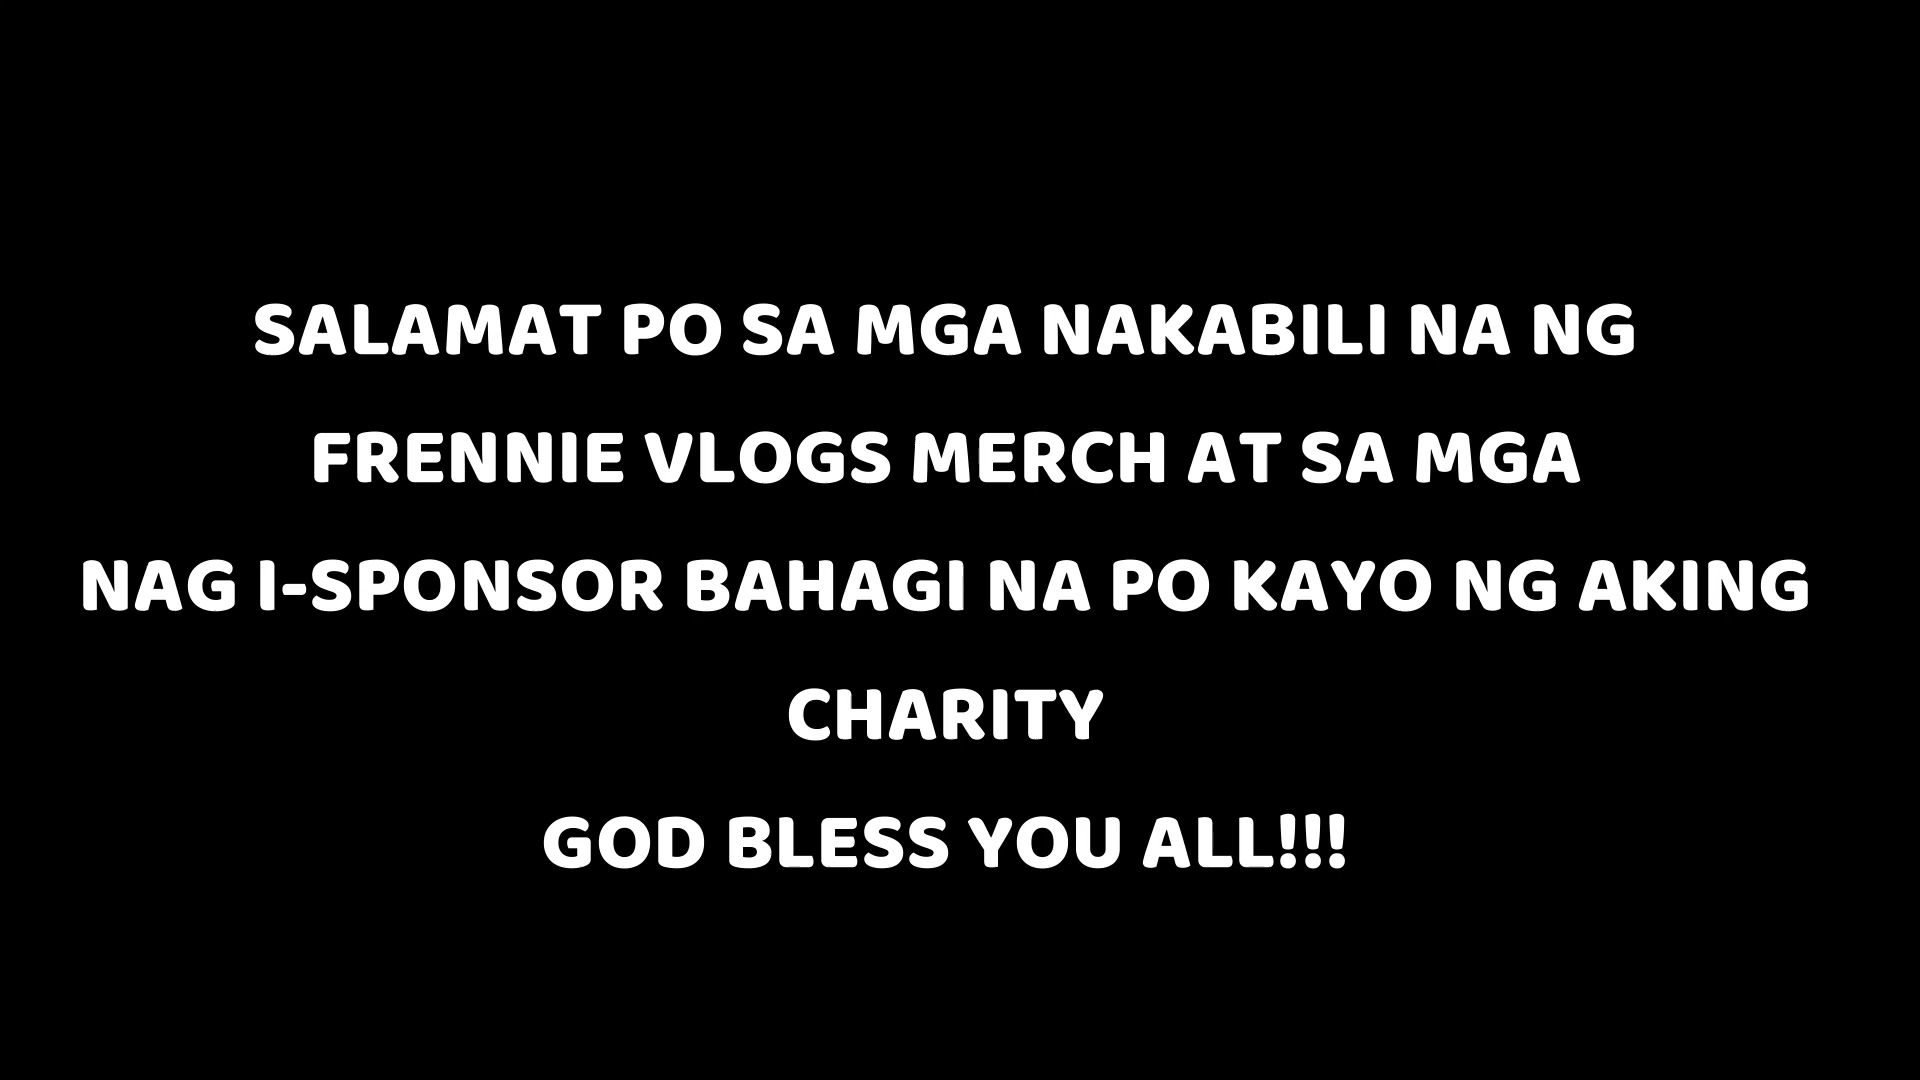 SALAMAT PO SA MGA NAKABILI NA NG
FRENNIE VLOGS MERCH AT SA MGA
NAG I-SPONSOR BAHAGI NA PO KAYO NG AKING
CHARITY
GOD BLESS YOU ALL!!!